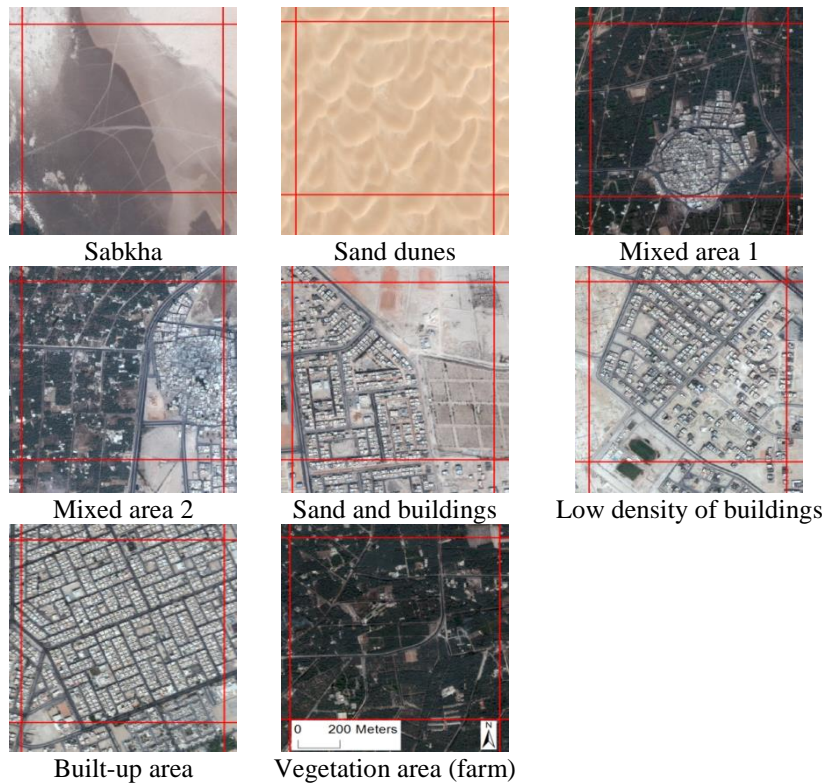 Sabkha
Sand dunes
Mixed area 1
Mixed area 2
Sand and buildings
Low density of buildings
0 200 Meters
N
Built-up area
Vegetation area (farm)